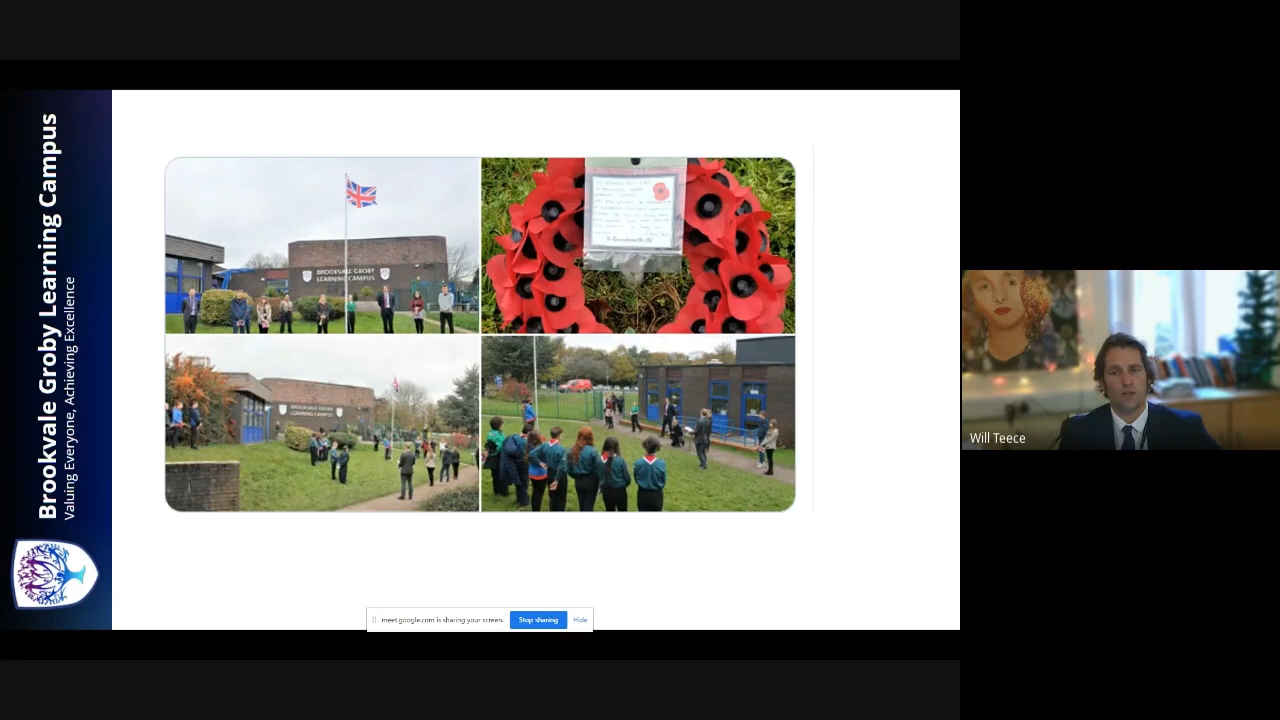 Brookvale Groby Learning Campus
Valuing Everyone, Achieving Excellence
BROOKVALE GROBY
LEARNING CAMPUS
BROOKVALE GROBY
LEARNING CAMPUS
meet.google.com is sharing your screen.
Stop sharing
Hide
Will Teece